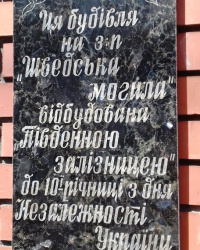 Ця будівля
на з.п
"Шведська
могила"
відбудована
"Південною
залізницею"
до 10-річниці з дня
Незалежності
України